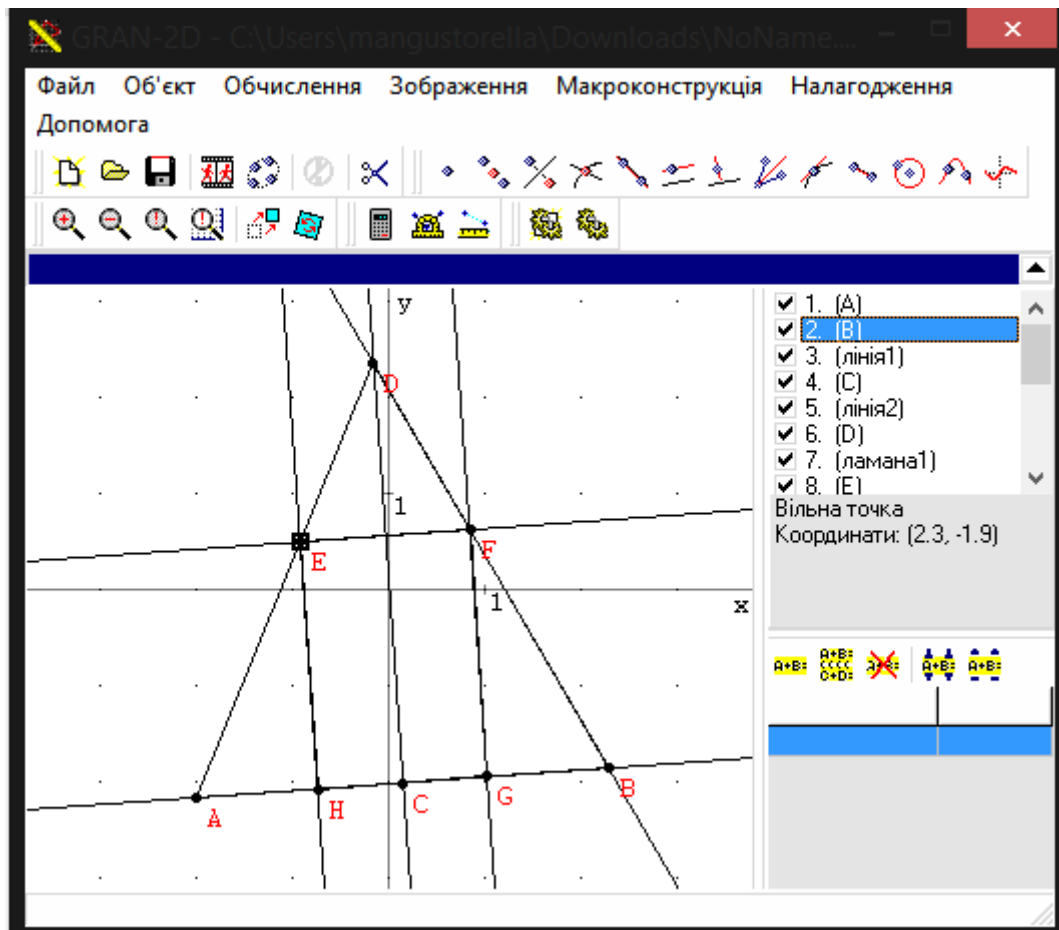 GRAN-2D - C:\Users\mangustorella\Downloads\NoName....
Файл Об'єкт Обчислення Зображення Макроконструкція Налагодження
Допомога
y
D
1
E
F
1
x
A
H
C
G
B
1. (A)
2. (B)
3. (лінія1)
4. (C)
5. (лінія2)
6. (D)
7. (ламана1)
8. (E)
Вільна точка
Координати: (2.3, -1.9)
A+B= A+B= CCCC C+D= A+B= A+B= A+B=